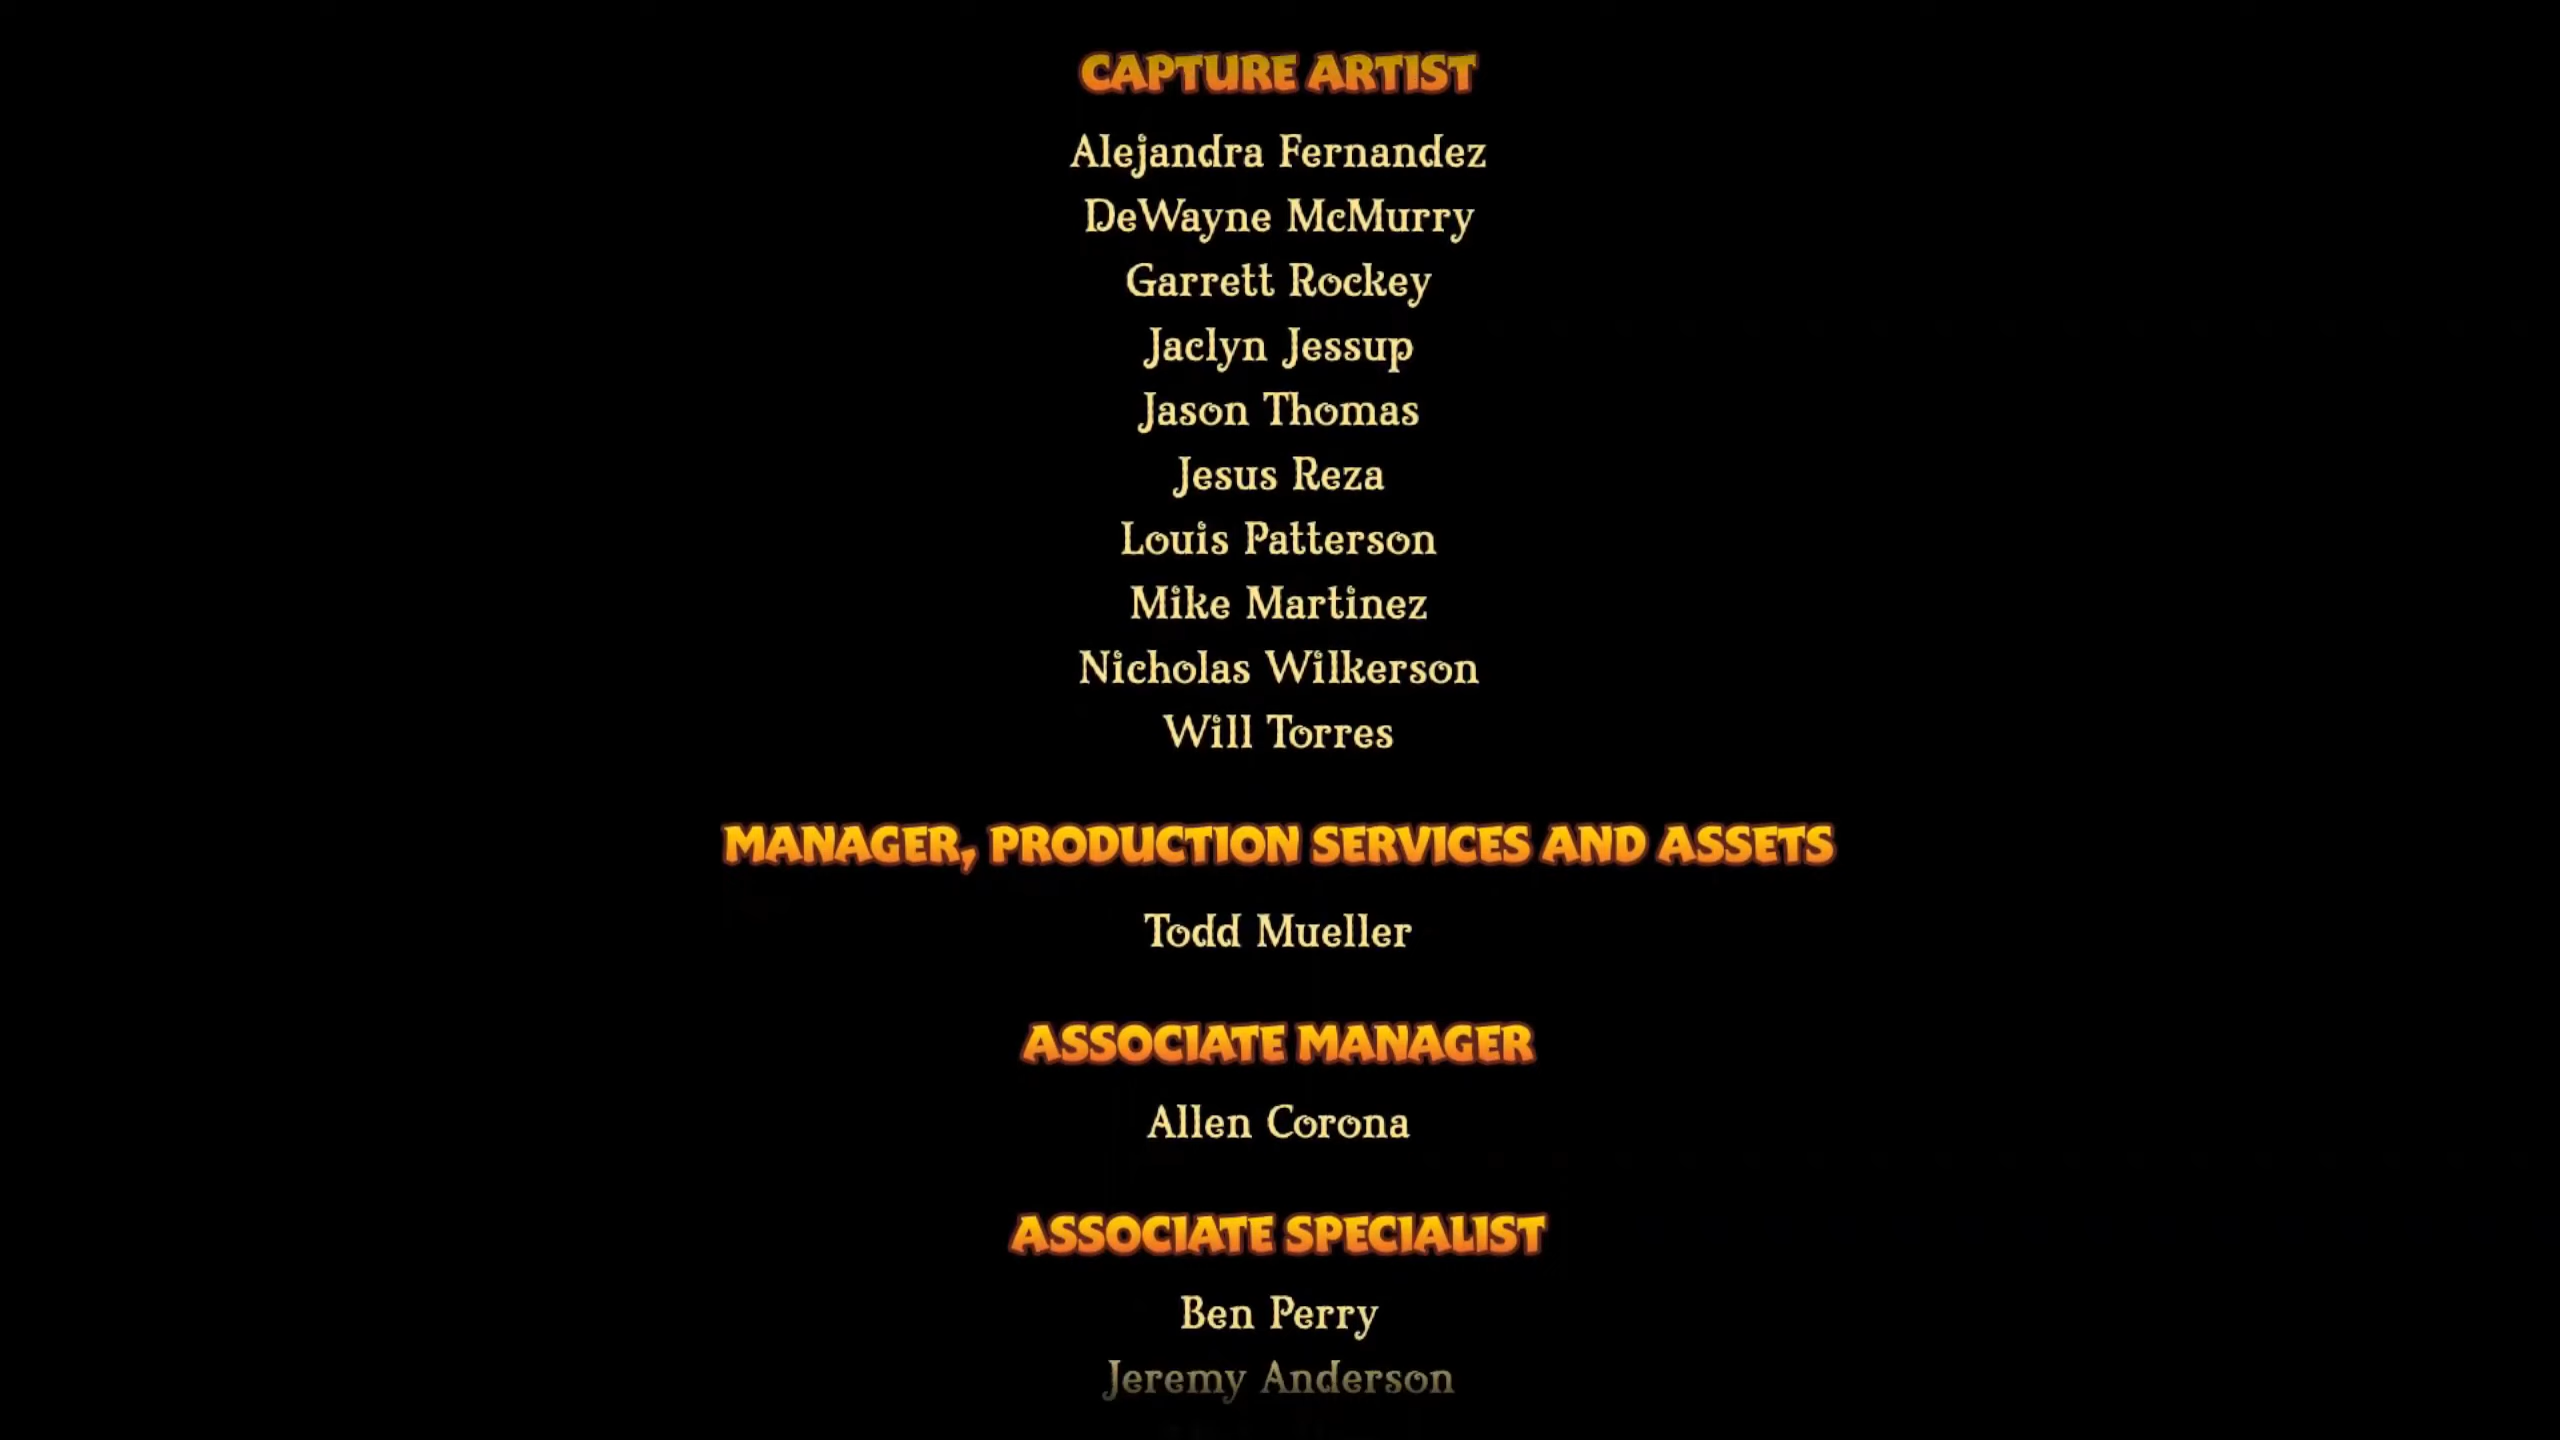 CAPTURE ARTIST
Alejandra Fernandez
DeWayne McMurry
Garrett Rockey
Jaclyn Jessup
Jason Thomas
Jesus Reza
Louis Patterson
Mike Martinez
Nicholas Wilkerson
Will Torres
MANAGER, PRODUCTION SERVICES AND ASSETS
Todd Mueller
ASSOCIATE MANAGER
Allen Corona
ASSOCIATE SPECIALIST
Ben Perry
Jeremy Anderson